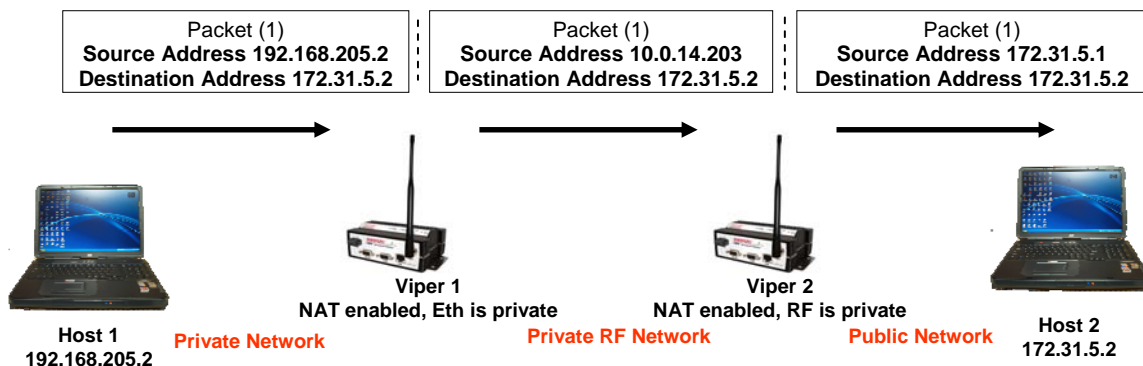 Packet (1)
Source Address 192.168.205.2
Destination Address 172.31.5.2
Packet (1)
Source Address 10.0.14.203
Destination Address 172.31.5.2
Packet (1)
Source Address 172.31.5.1
Destination Address 172.31.5.2
Viper 1
NAT enabled, Eth is private
Viper 2
NAT enabled, RF is private
Host 1
192.168.205.2
Private Network
Private RF Network
Public Network
Host 2
172.31.5.2